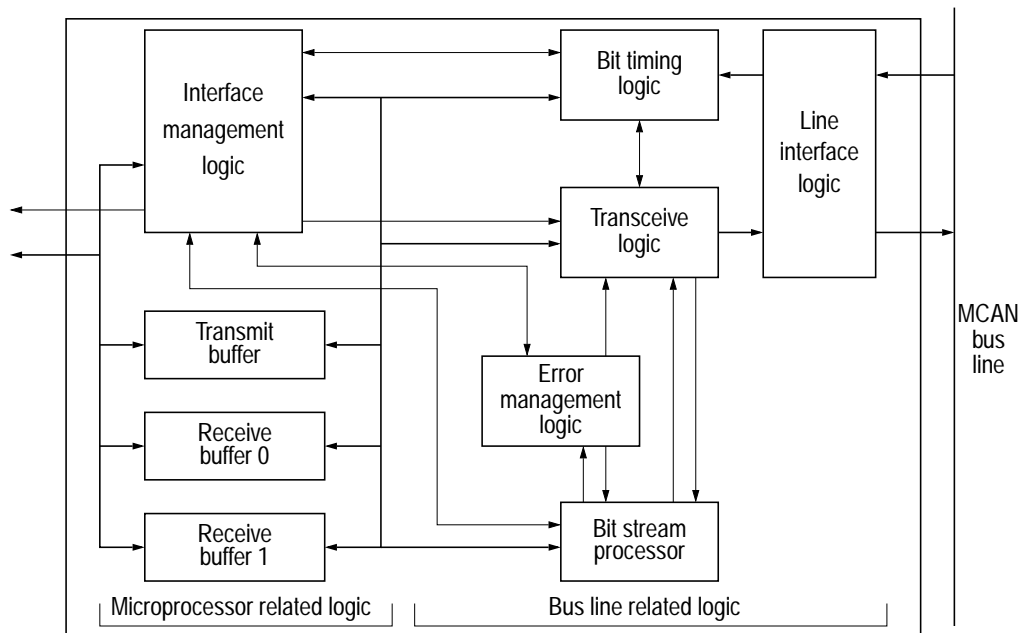 Interface
management
logic
Bit timing
logic
Line
interface
logic
Transceive
logic
MCAN
bus
line
Transmit
buffer
Error
management
logic
Receive
buffer 0
Receive
buffer 1
Bit stream
processor
Microprocessor related logic
Bus line related logic